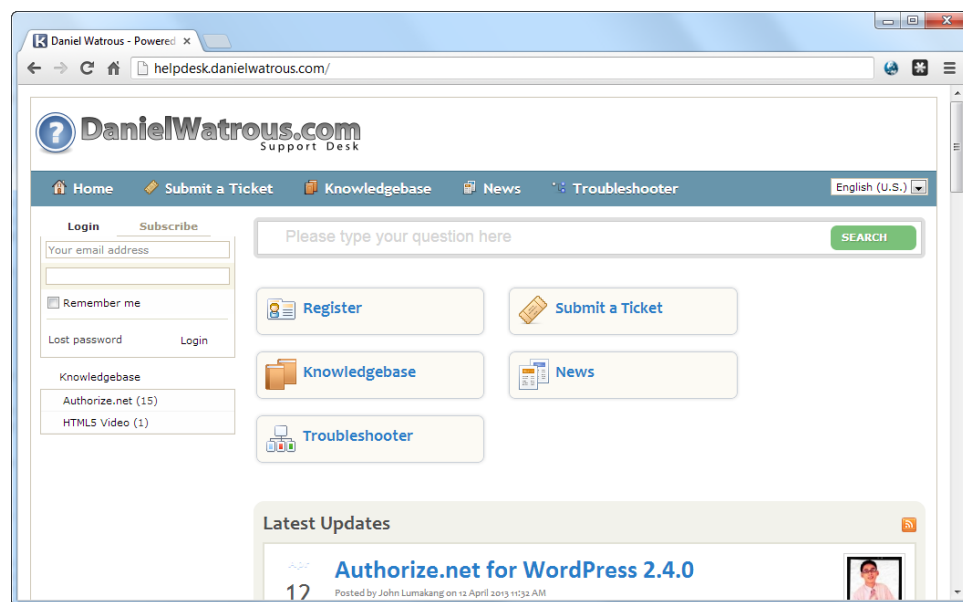 Daniel Watrous - Powered
helpdesk.danielwatrous.com/
DanielWatrous.com
Support Desk
Home Submit a Ticket Knowledgebase News Troubleshooter English (U.S.)
Login Subscribe
Your email address
Remember me
Lost password Login
Knowledgebase
Authorize.net (15)
HTML5 Video (1)
Please type your question here SEARCH
Register Submit a Ticket
Knowledgebase News
Troubleshooter
Latest Updates
Apr
12
Authorize.net for WordPress 2.4.0
Posted by John Lumakang on 12 April 2013 11:32 AM